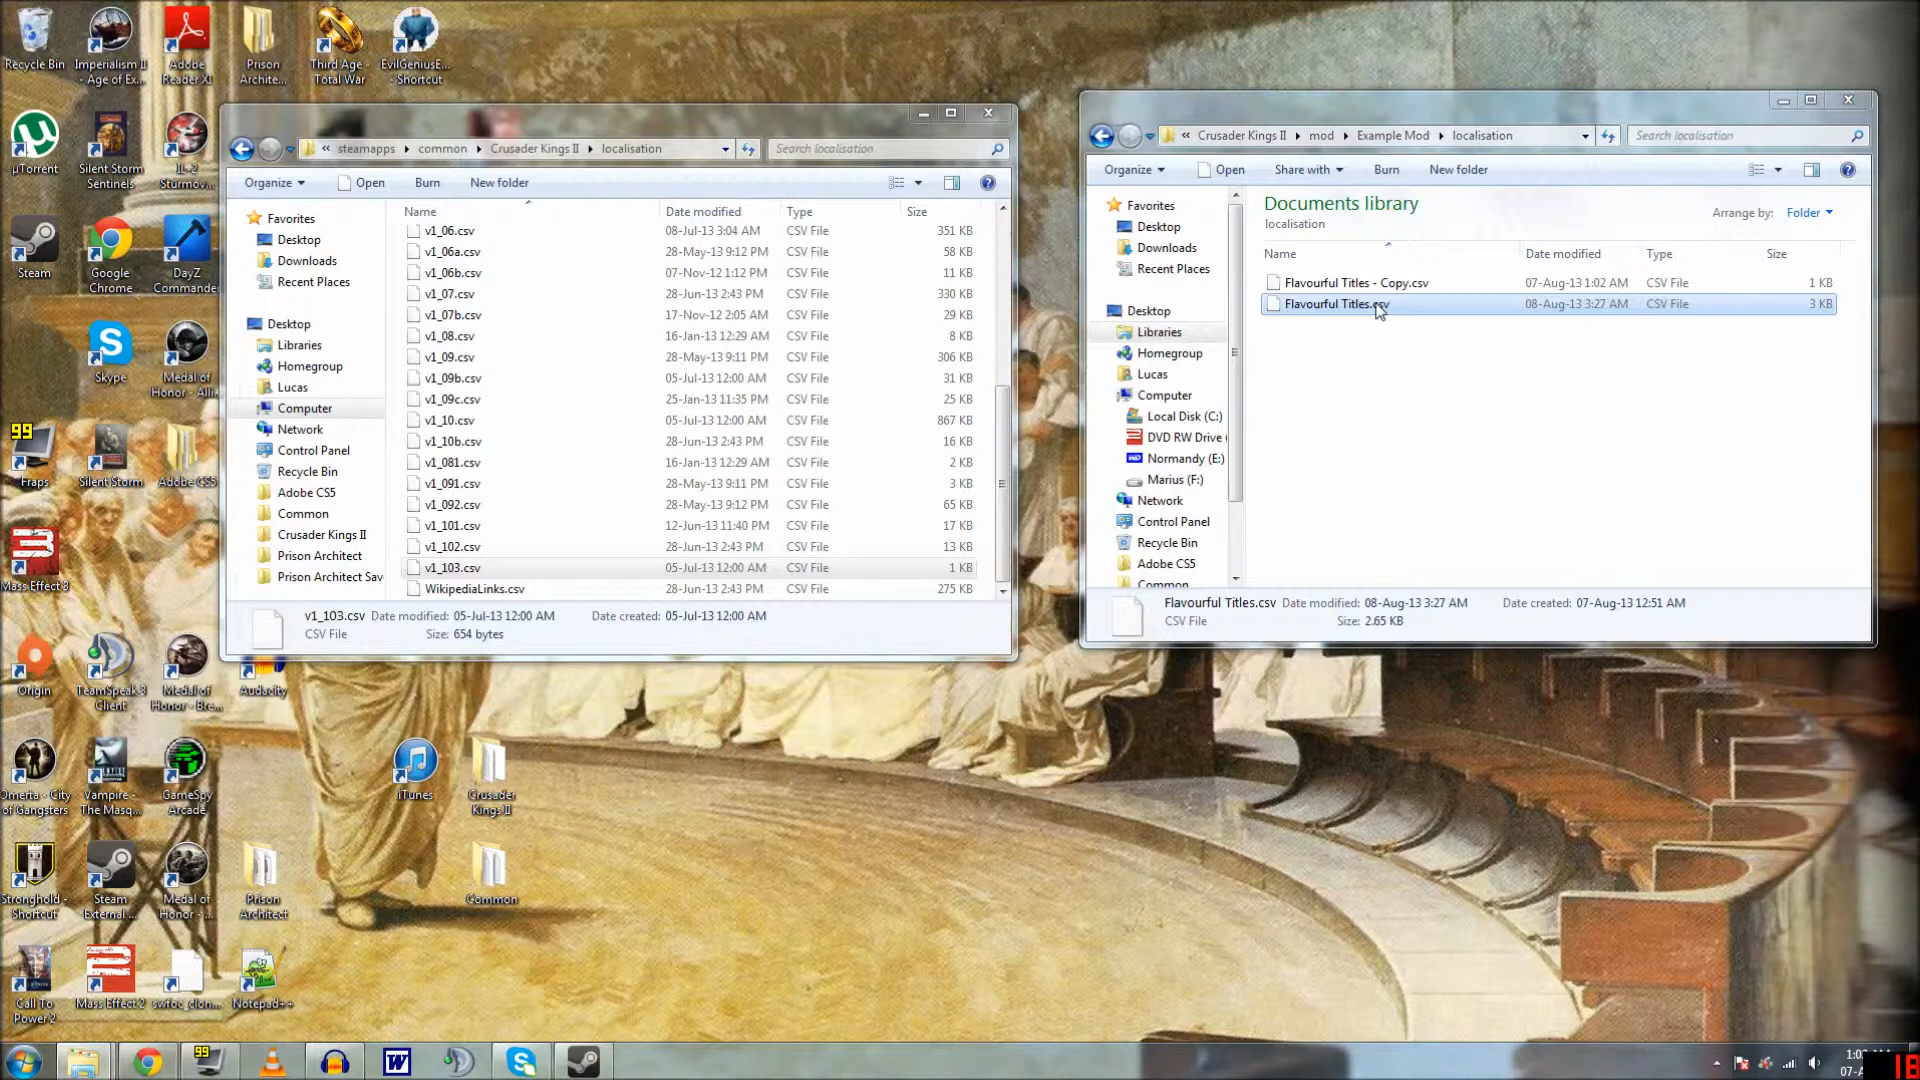 Recycle Bin
Imperialism II - Age of Ex...
Adobe Reader XI
Prison Archite...
Third Age - Total War
EvilGeniusE... - Shortcut
µTorrent
Silent Storm Sentinels
IL-2 Sturmov...
Steam
Google Chrome
DayZ Commander
Skype
Medal of Honor - Alli...
99
Fraps
Silent Storm
Adobe CS5
Mass Effect 3
Origin
TeamSpeak 3 Client
Medal of Honor - Bre...
Audacity
Omerta - City of Gangsters
Vampire - The Masq...
GameSpy Arcade
iTunes
Crusader Kings II
Stronghold - Shortcut
Steam External ...
Medal of Honor - ...
Prison Architect
Common
Call To Power 2
Mass Effect 2
swfoc_clon...
Notepad++
« steamapps ▸ common ▸ Crusader Kings II ▸ localisation
Search localisation
Organize
Open
Burn
New folder
Favorites
Desktop
Downloads
Recent Places
Desktop
Libraries
Homegroup
Lucas
Computer
Network
Control Panel
Recycle Bin
Adobe CS5
Common
Crusader Kings II
Prison Architect
Prison Architect Sav
Name Date modified Type Size
v1_06.csv 08-Jul-13 3:04 AM CSV File 351 KB
v1_06a.csv 28-May-13 9:12 PM CSV File 58 KB
v1_06b.csv 07-Nov-12 1:12 PM CSV File 11 KB
v1_07.csv 28-Jun-13 2:43 PM CSV File 330 KB
v1_07b.csv 17-Nov-12 2:05 AM CSV File 29 KB
v1_08.csv 16-Jan-13 12:29 AM CSV File 8 KB
v1_09.csv 28-May-13 9:11 PM CSV File 306 KB
v1_09b.csv 05-Jul-13 12:00 AM CSV File 31 KB
v1_09c.csv 25-Jan-13 11:35 PM CSV File 25 KB
v1_10.csv 05-Jul-13 12:00 AM CSV File 867 KB
v1_10b.csv 28-Jun-13 2:43 PM CSV File 16 KB
v1_081.csv 16-Jan-13 12:29 AM CSV File 2 KB
v1_091.csv 28-May-13 9:11 PM CSV File 3 KB
v1_092.csv 28-May-13 9:12 PM CSV File 65 KB
v1_101.csv 12-Jun-13 11:40 PM CSV File 17 KB
v1_102.csv 28-Jun-13 2:43 PM CSV File 13 KB
v1_103.csv 05-Jul-13 12:00 AM CSV File 1 KB
WikipediaLinks.csv 28-Jun-13 2:43 PM CSV File 275 KB
v1_103.csv Date modified: 05-Jul-13 12:00 AM Date created: 05-Jul-13 12:00 AM
CSV File Size: 654 bytes
« Crusader Kings II ▸ mod ▸ Example Mod ▸ localisation
Search localisation
Organize
Open
Share with
Burn
New folder
Favorites
Desktop
Downloads
Recent Places
Desktop
Libraries
Homegroup
Lucas
Computer
Local Disk (C:)
DVD RW Drive (
Normandy (E:)
Marius (F:)
Network
Control Panel
Recycle Bin
Adobe CS5
Common
Documents library
localisation
Arrange by: Folder
Name Date modified Type Size
Flavourful Titles - Copy.csv 07-Aug-13 1:02 AM CSV File 1 KB
Flavourful Titles.csv 08-Aug-13 3:27 AM CSV File 3 KB
Flavourful Titles.csv Date modified: 08-Aug-13 3:27 AM Date created: 07-Aug-13 12:51 AM
CSV File Size: 2.65 KB
99
W
18